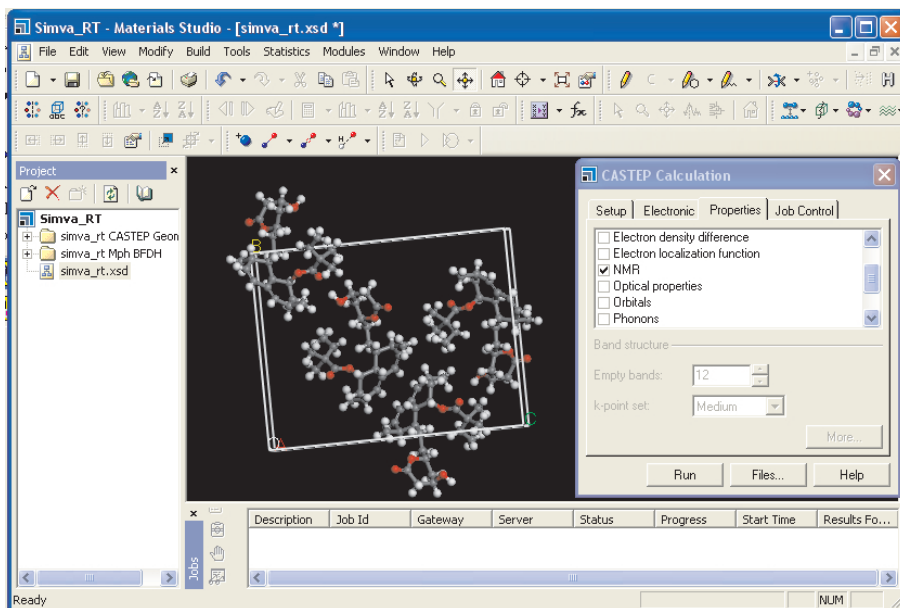 Simva_RT - Materials Studio - [simva_rt.xsd *]
File Edit View Modify Build Tools Statistics Modules Window Help
Project
Simva_RT
simva_rt CASTEP Geon
simva_rt Mph BFDH
simva_rt.xsd
B
O A
C
CASTEP Calculation
Setup Electronic Properties Job Control
Electron density difference
Electron localization function
NMR
Optical properties
Orbitals
Phonons
Band structure
Empty bands: 12
k-point set: Medium
More...
Run Files... Help
Jobs
Description Job Id Gateway Server Status Progress Start Time Results Fo...
Ready NUM